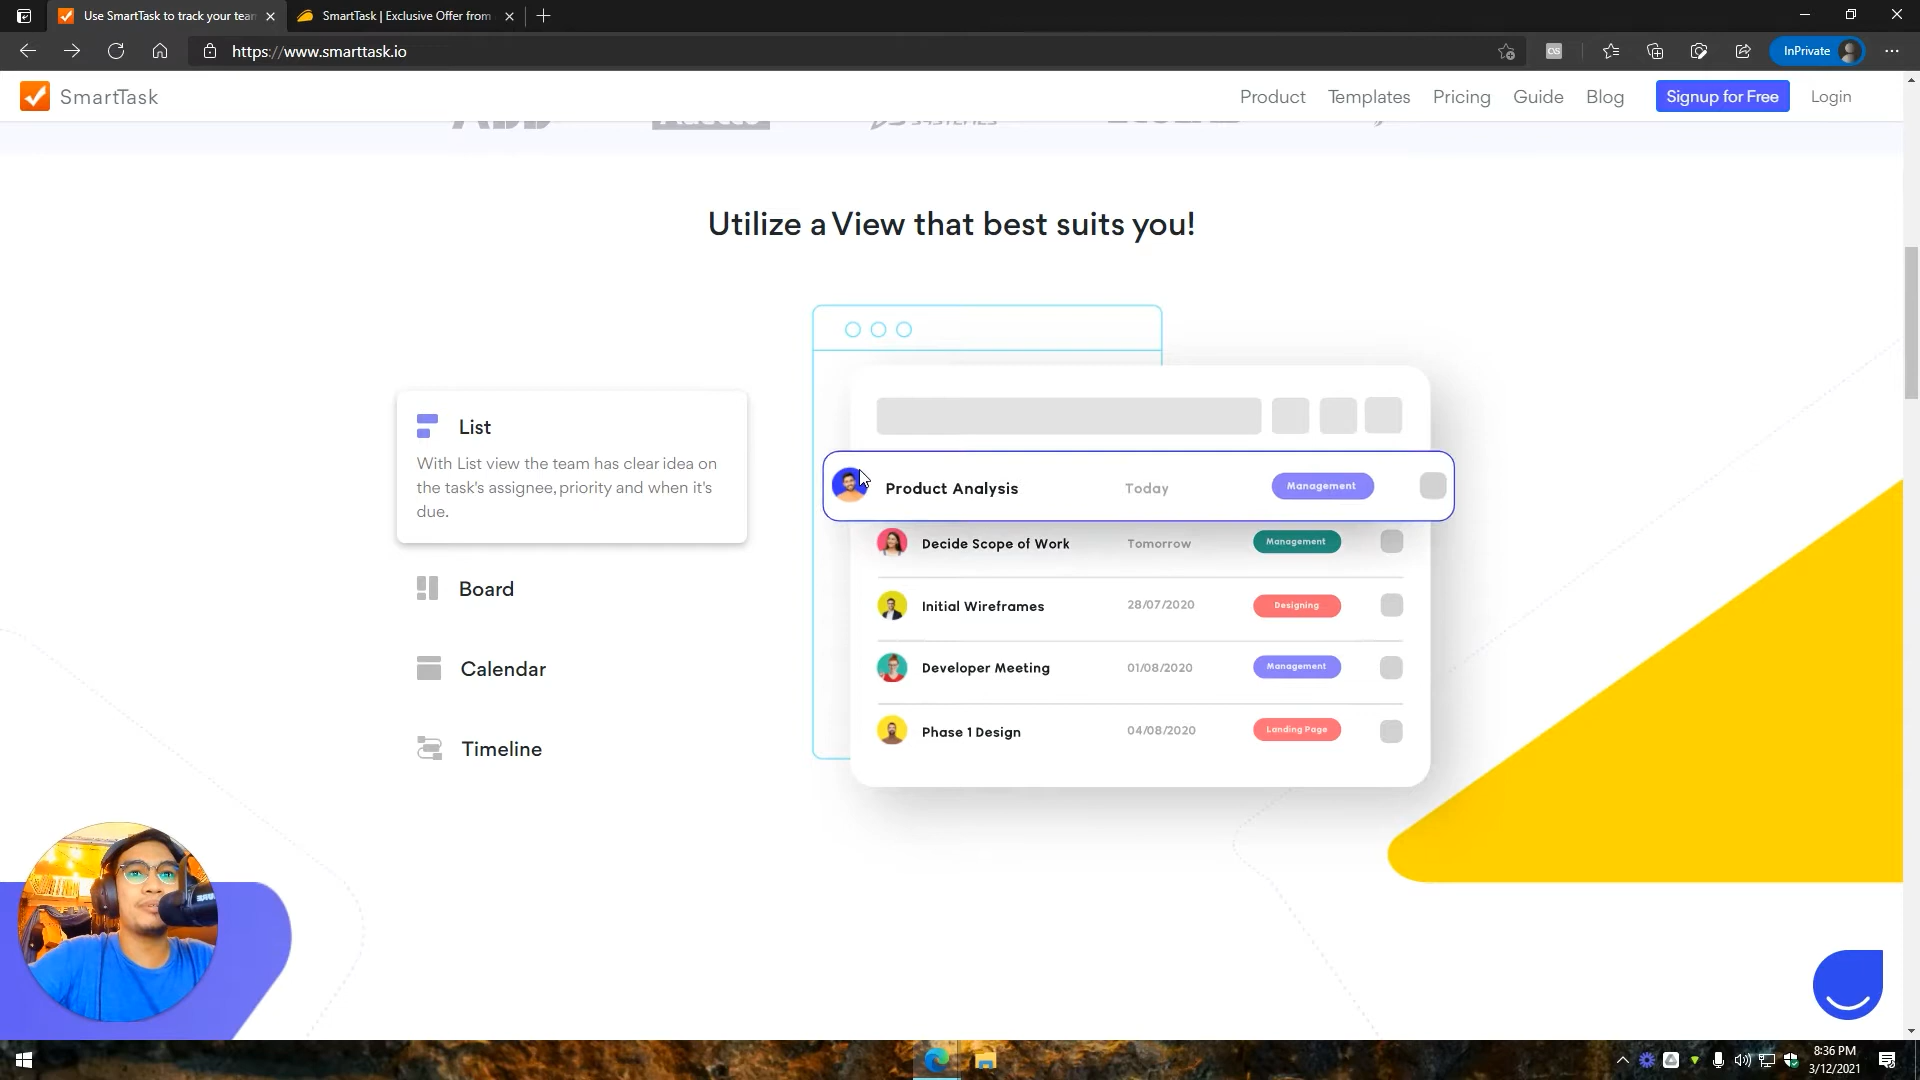 Use SmartTask to track your tean
SmartTask | Exclusive Offer from
https://www.smarttask.io
InPrivate
SmartTask
Product
Templates
Pricing
Guide
Blog
Signup for Free
Login
Utilize a View that best suits you!
List
With List view the team has clear idea on
the task's assignee, priority and when it's
due.
Board
Calendar
Timeline
Product Analysis
Today
Management
Decide Scope of Work
Tomorrow
Management
Initial Wireframes
28/07/2020
Designing
Developer Meeting
01/08/2020
Management
Phase 1 Design
04/08/2020
Landing Page
8:36 PM
3/12/2021